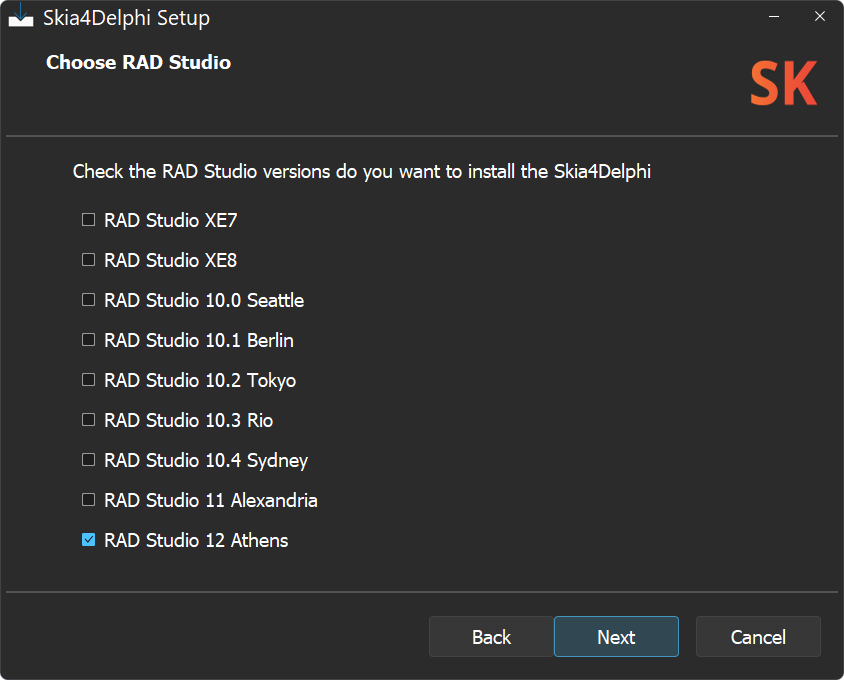 Skia4Delphi Setup
Choose RAD Studio
SK
Check the RAD Studio versions do you want to install the Skia4Delphi
RAD Studio XE7
RAD Studio XE8
RAD Studio 10.0 Seattle
RAD Studio 10.1 Berlin
RAD Studio 10.2 Tokyo
RAD Studio 10.3 Rio
RAD Studio 10.4 Sydney
RAD Studio 11 Alexandria
RAD Studio 12 Athens
Back Next Cancel